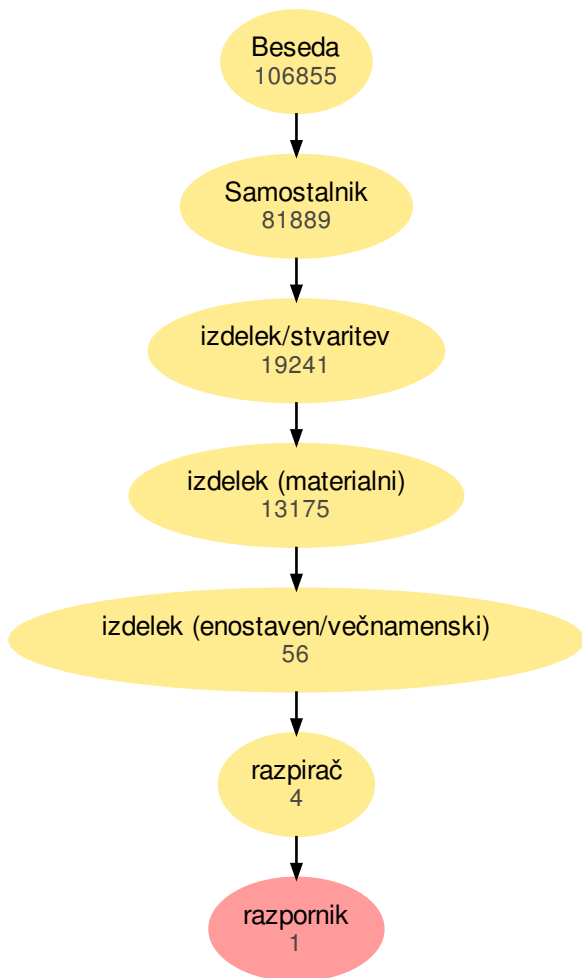 Beseda
106855
Samostalnik
81889
izdelek/stvaritev
19241
izdelek (materialni)
13175
izdelek (enostaven/večnamenski)
56
razpirač
4
razpornik
1